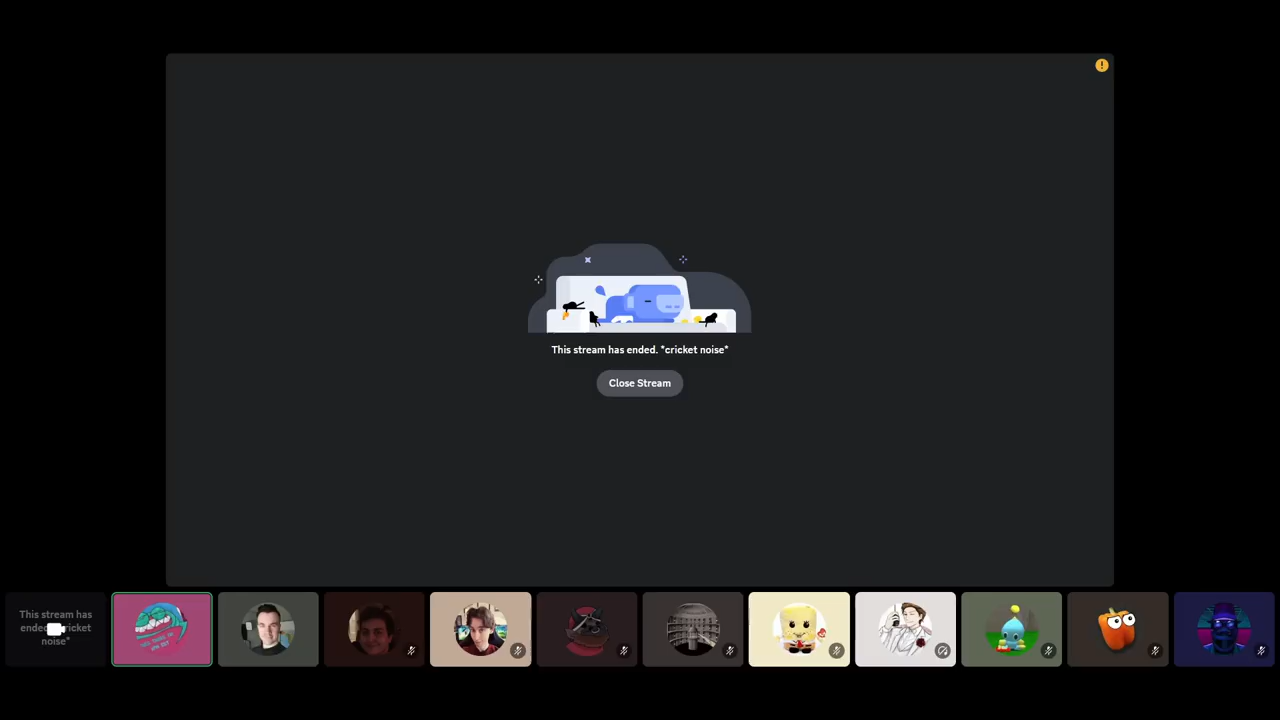 This stream has ended. *cricket noise*
Close Stream
This stream has
noise*